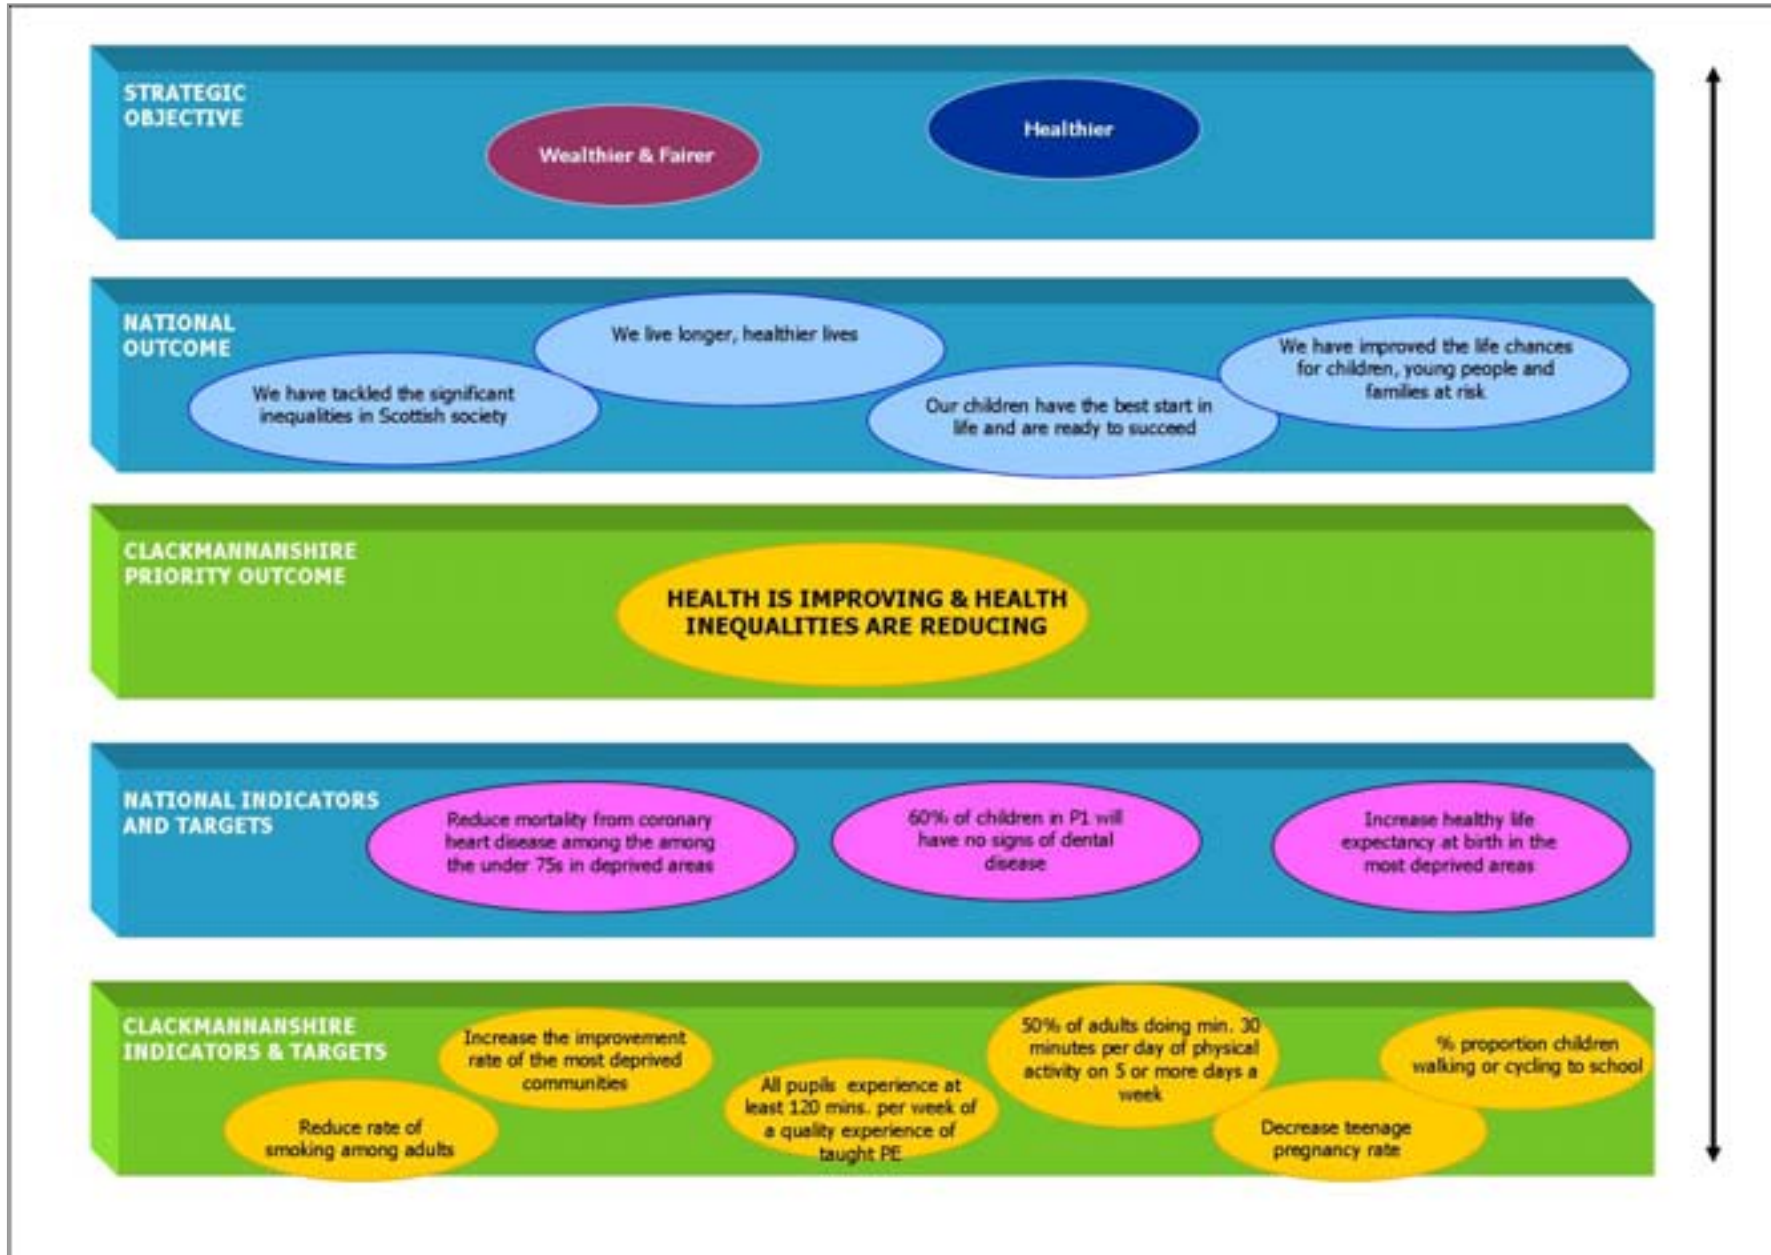 STRATEGIC
OBJECTIVE
Wealthier & Fairer
Healthier
NATIONAL
OUTCOME
We have tackled the significant
inequalities in Scottish society
We live longer, healthier lives
Our children have the best start in
life and are ready to succeed
We have improved the life chances
for children, young people and
families at risk
CLACKMANNANSHIRE
PRIORITY OUTCOME
HEALTH IS IMPROVING & HEALTH
INEQUALITIES ARE REDUCING
NATIONAL INDICATORS
AND TARGETS
Reduce mortality from coronary
heart disease among the among
the under 75s in deprived areas
60% of children in P1 will
have no signs of dental
disease
Increase healthy life
expectancy at birth in the
most deprived areas
CLACKMANNANSHIRE
INDICATORS & TARGETS
Reduce rate of
smoking among adults
Increase the improvement
rate of the most deprived
communities
All pupils experience at
least 120 mins. per week of
a quality experience of
taught PE
50% of adults doing min. 30
minutes per day of physical
activity on 5 or more days a
week
Decrease teenage
pregnancy rate
% proportion children
walking or cycling to school